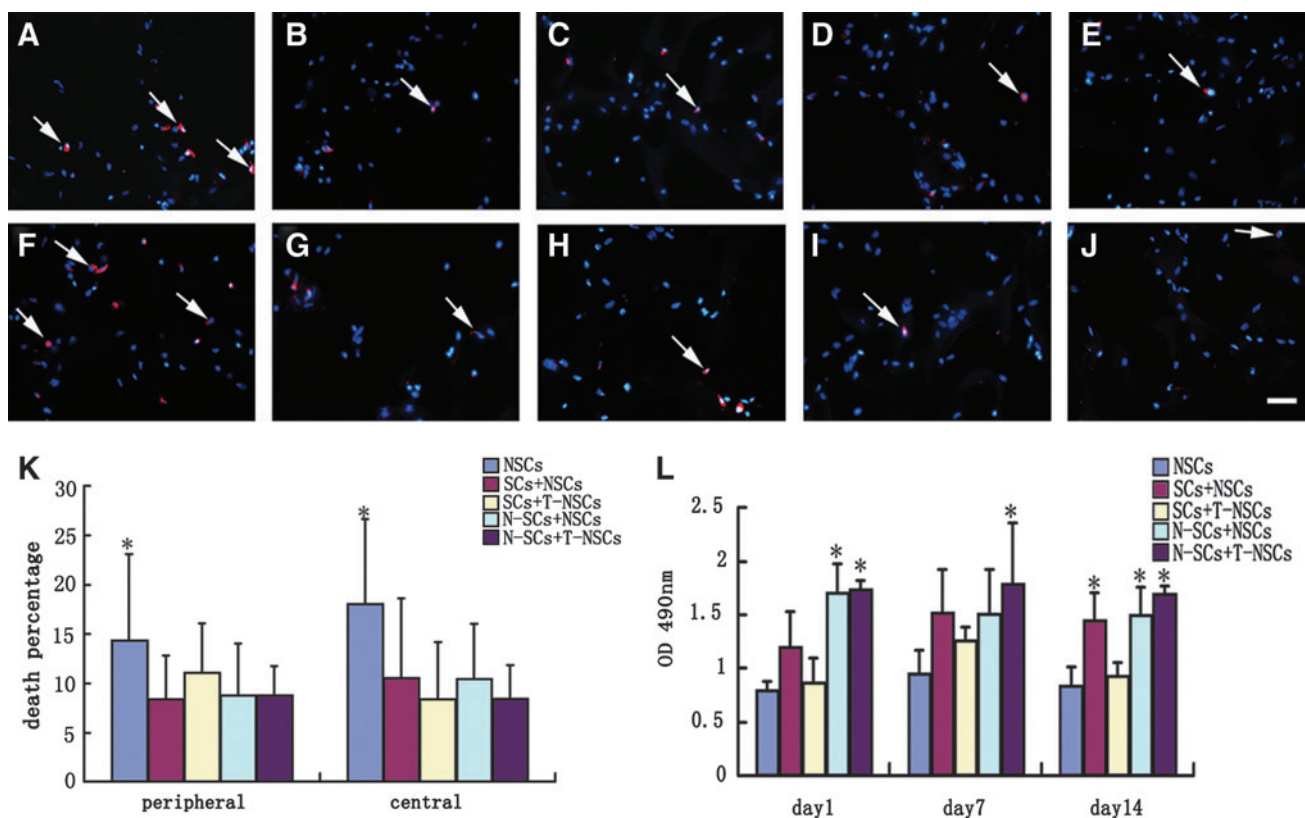 A
B
C
D
E
F
G
H
I
J
K
NSCs
SCs+NSCs
SCs+T-NSCs
N-SCs+NSCs
N-SCs+T-NSCs
death percentage
30
25
20
15
10
5
0
*
*
peripheral
central
L
NSCs
SCs+NSCs
SCs+T-NSCs
N-SCs+NSCs
N-SCs+T-NSCs
OD 490nm
2.5
2
1.5
1
0.5
0
* *
*
* * *
day1
day7
day14